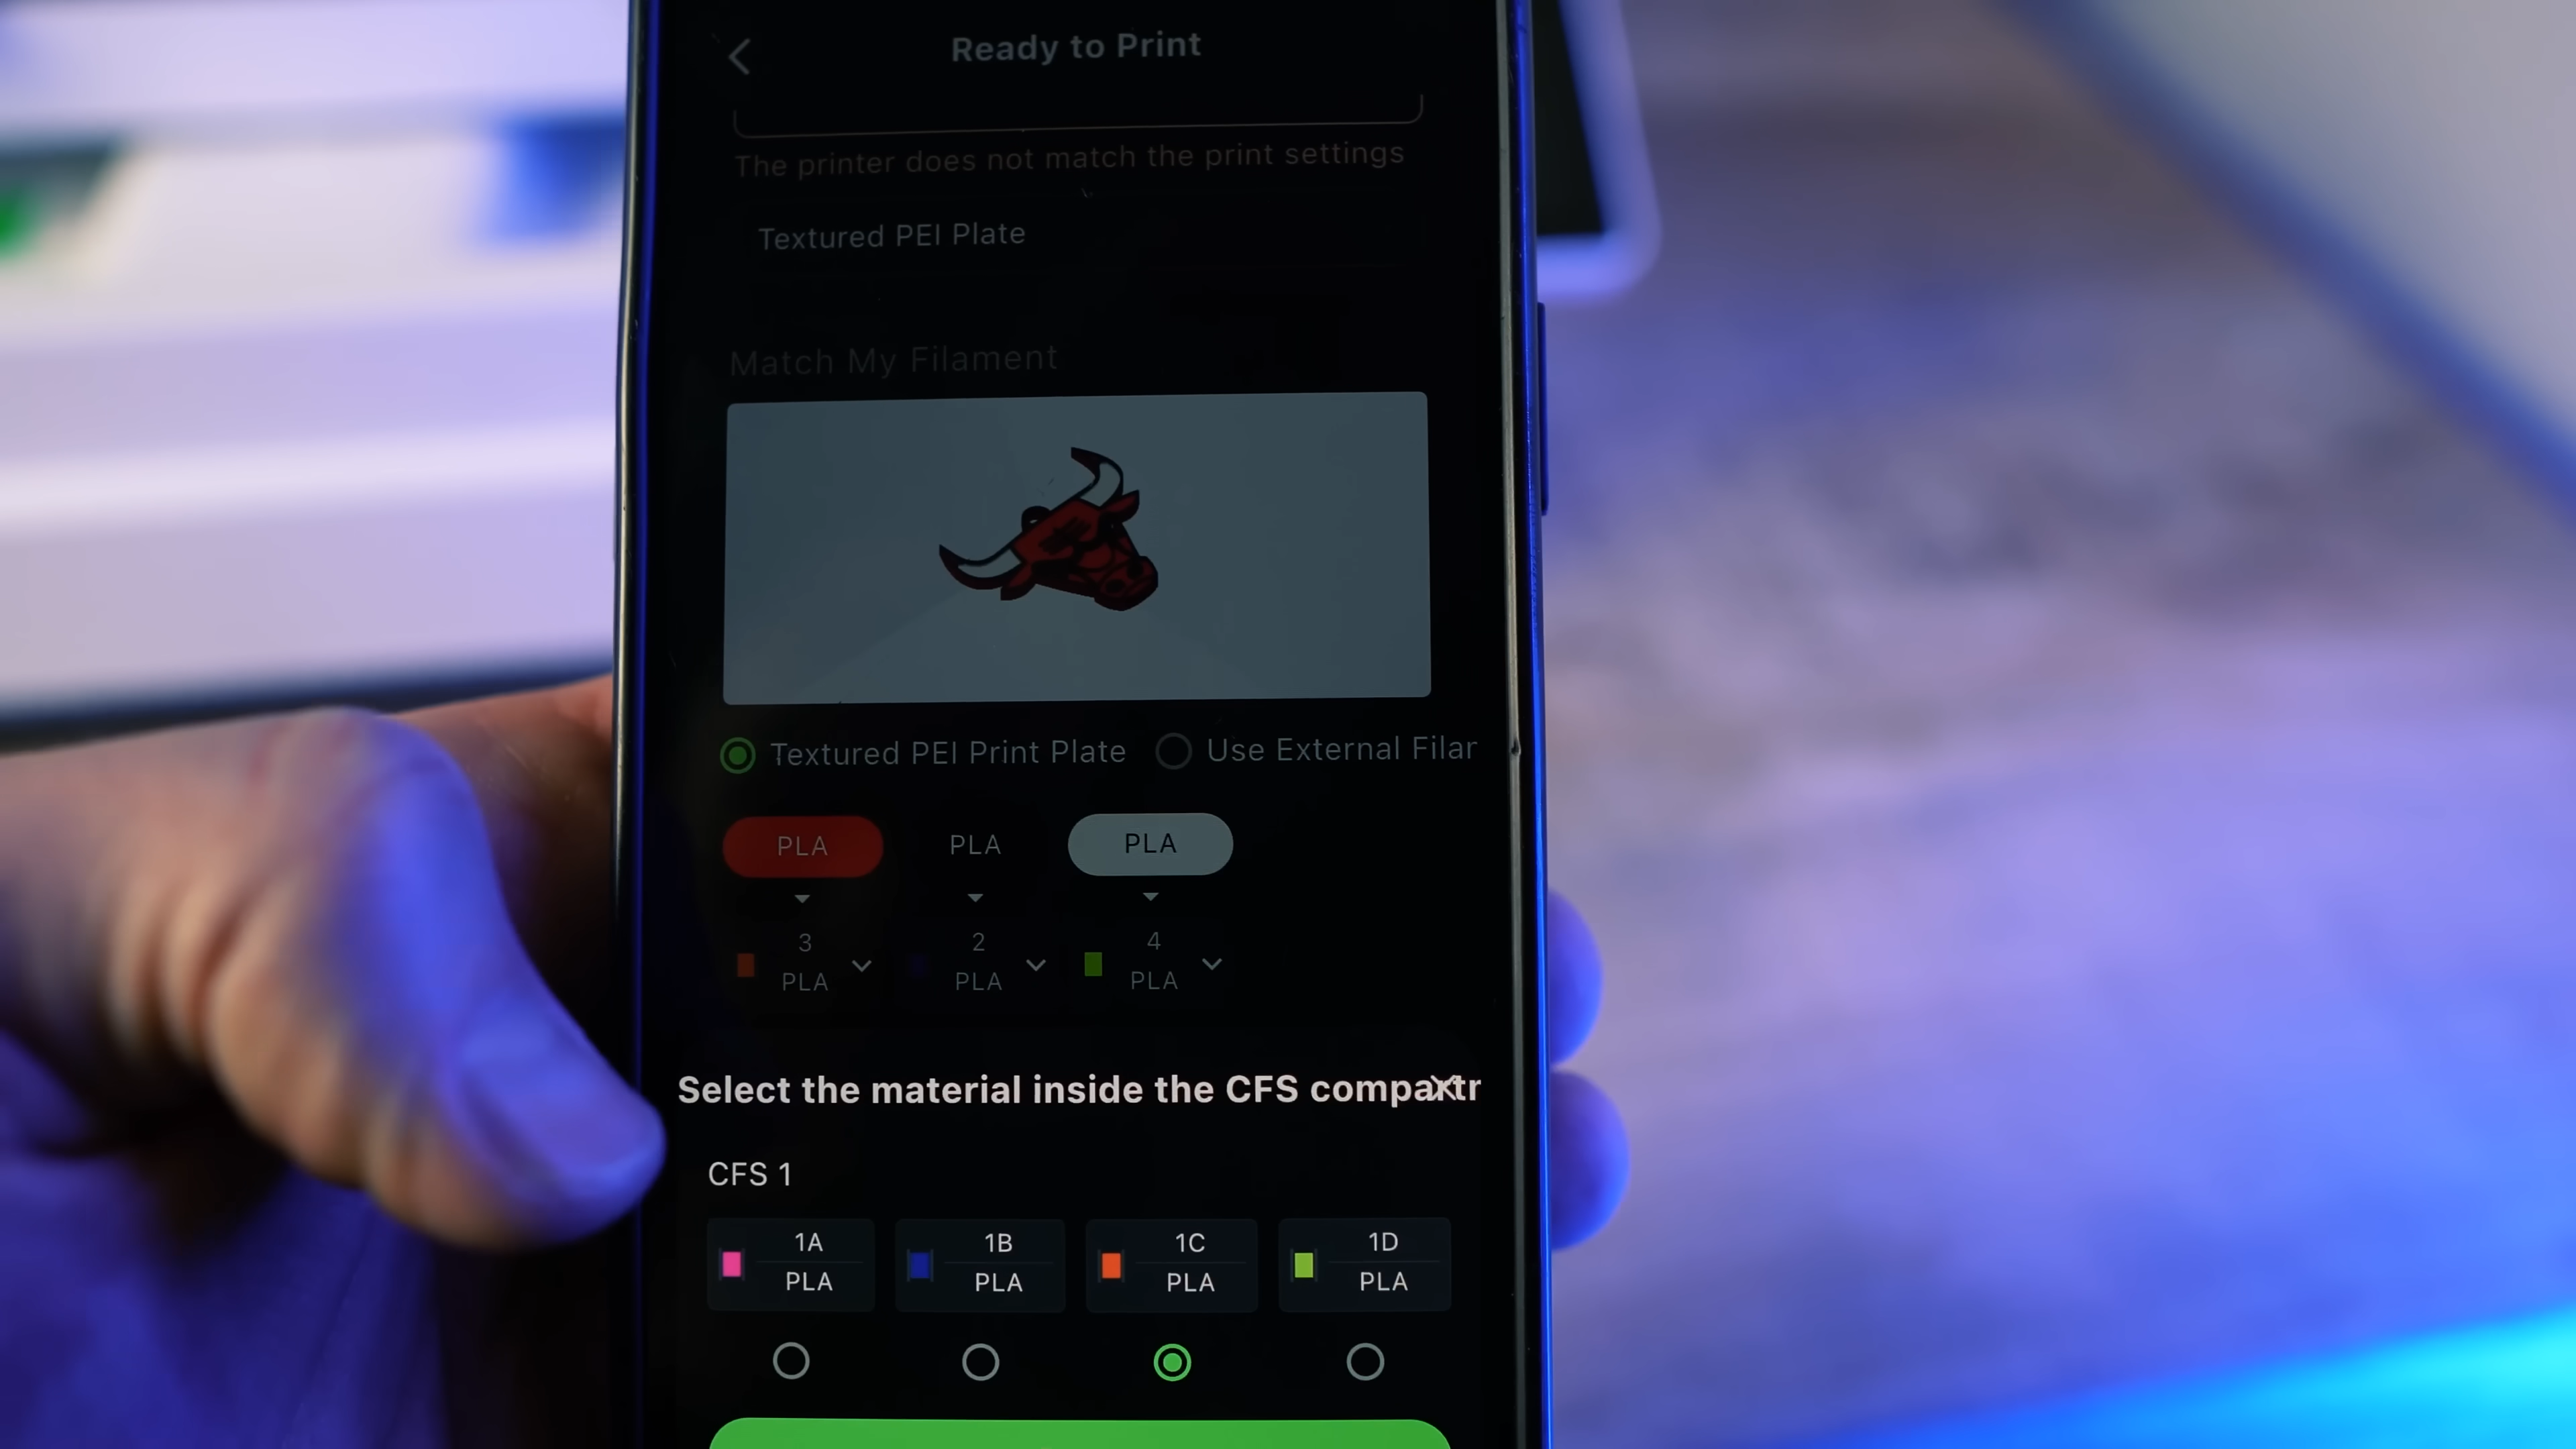 Ready to Print
The printer does not match the print settings
Textured PEI Plate
Match My Filament
Textured PEI Print Plate
Use External Filar
PLA
PLA
PLA
3
PLA
2
PLA
4
PLA
Select the material inside the CFS compartr
CFS 1
1A
PLA
1B
PLA
1C
PLA
1D
PLA